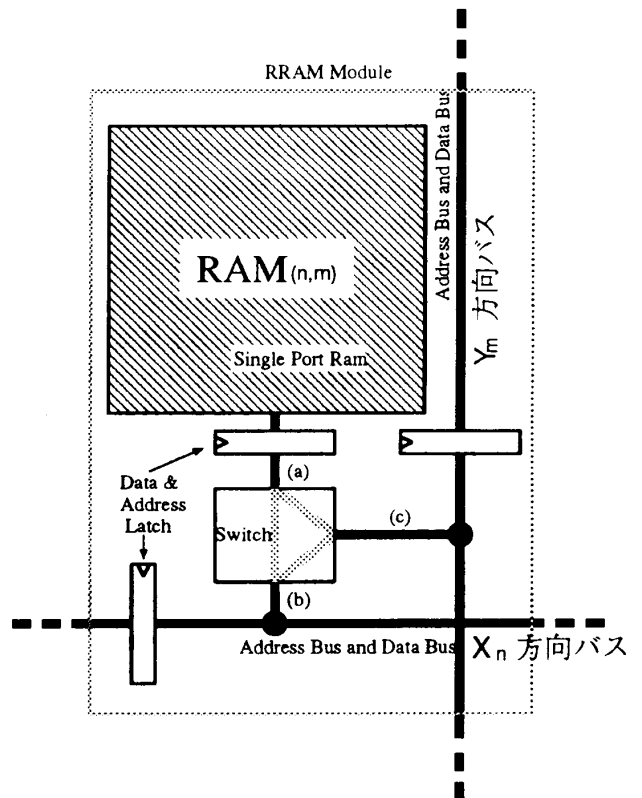 RRAM Module
Address Bus and Data Bus
Ym 方向バス
RAM(n,m)
Single Port Ram
(a)
Data &
Address
Latch
Switch
(c)
(b)
Address Bus and Data Bus
Xn 方向バス